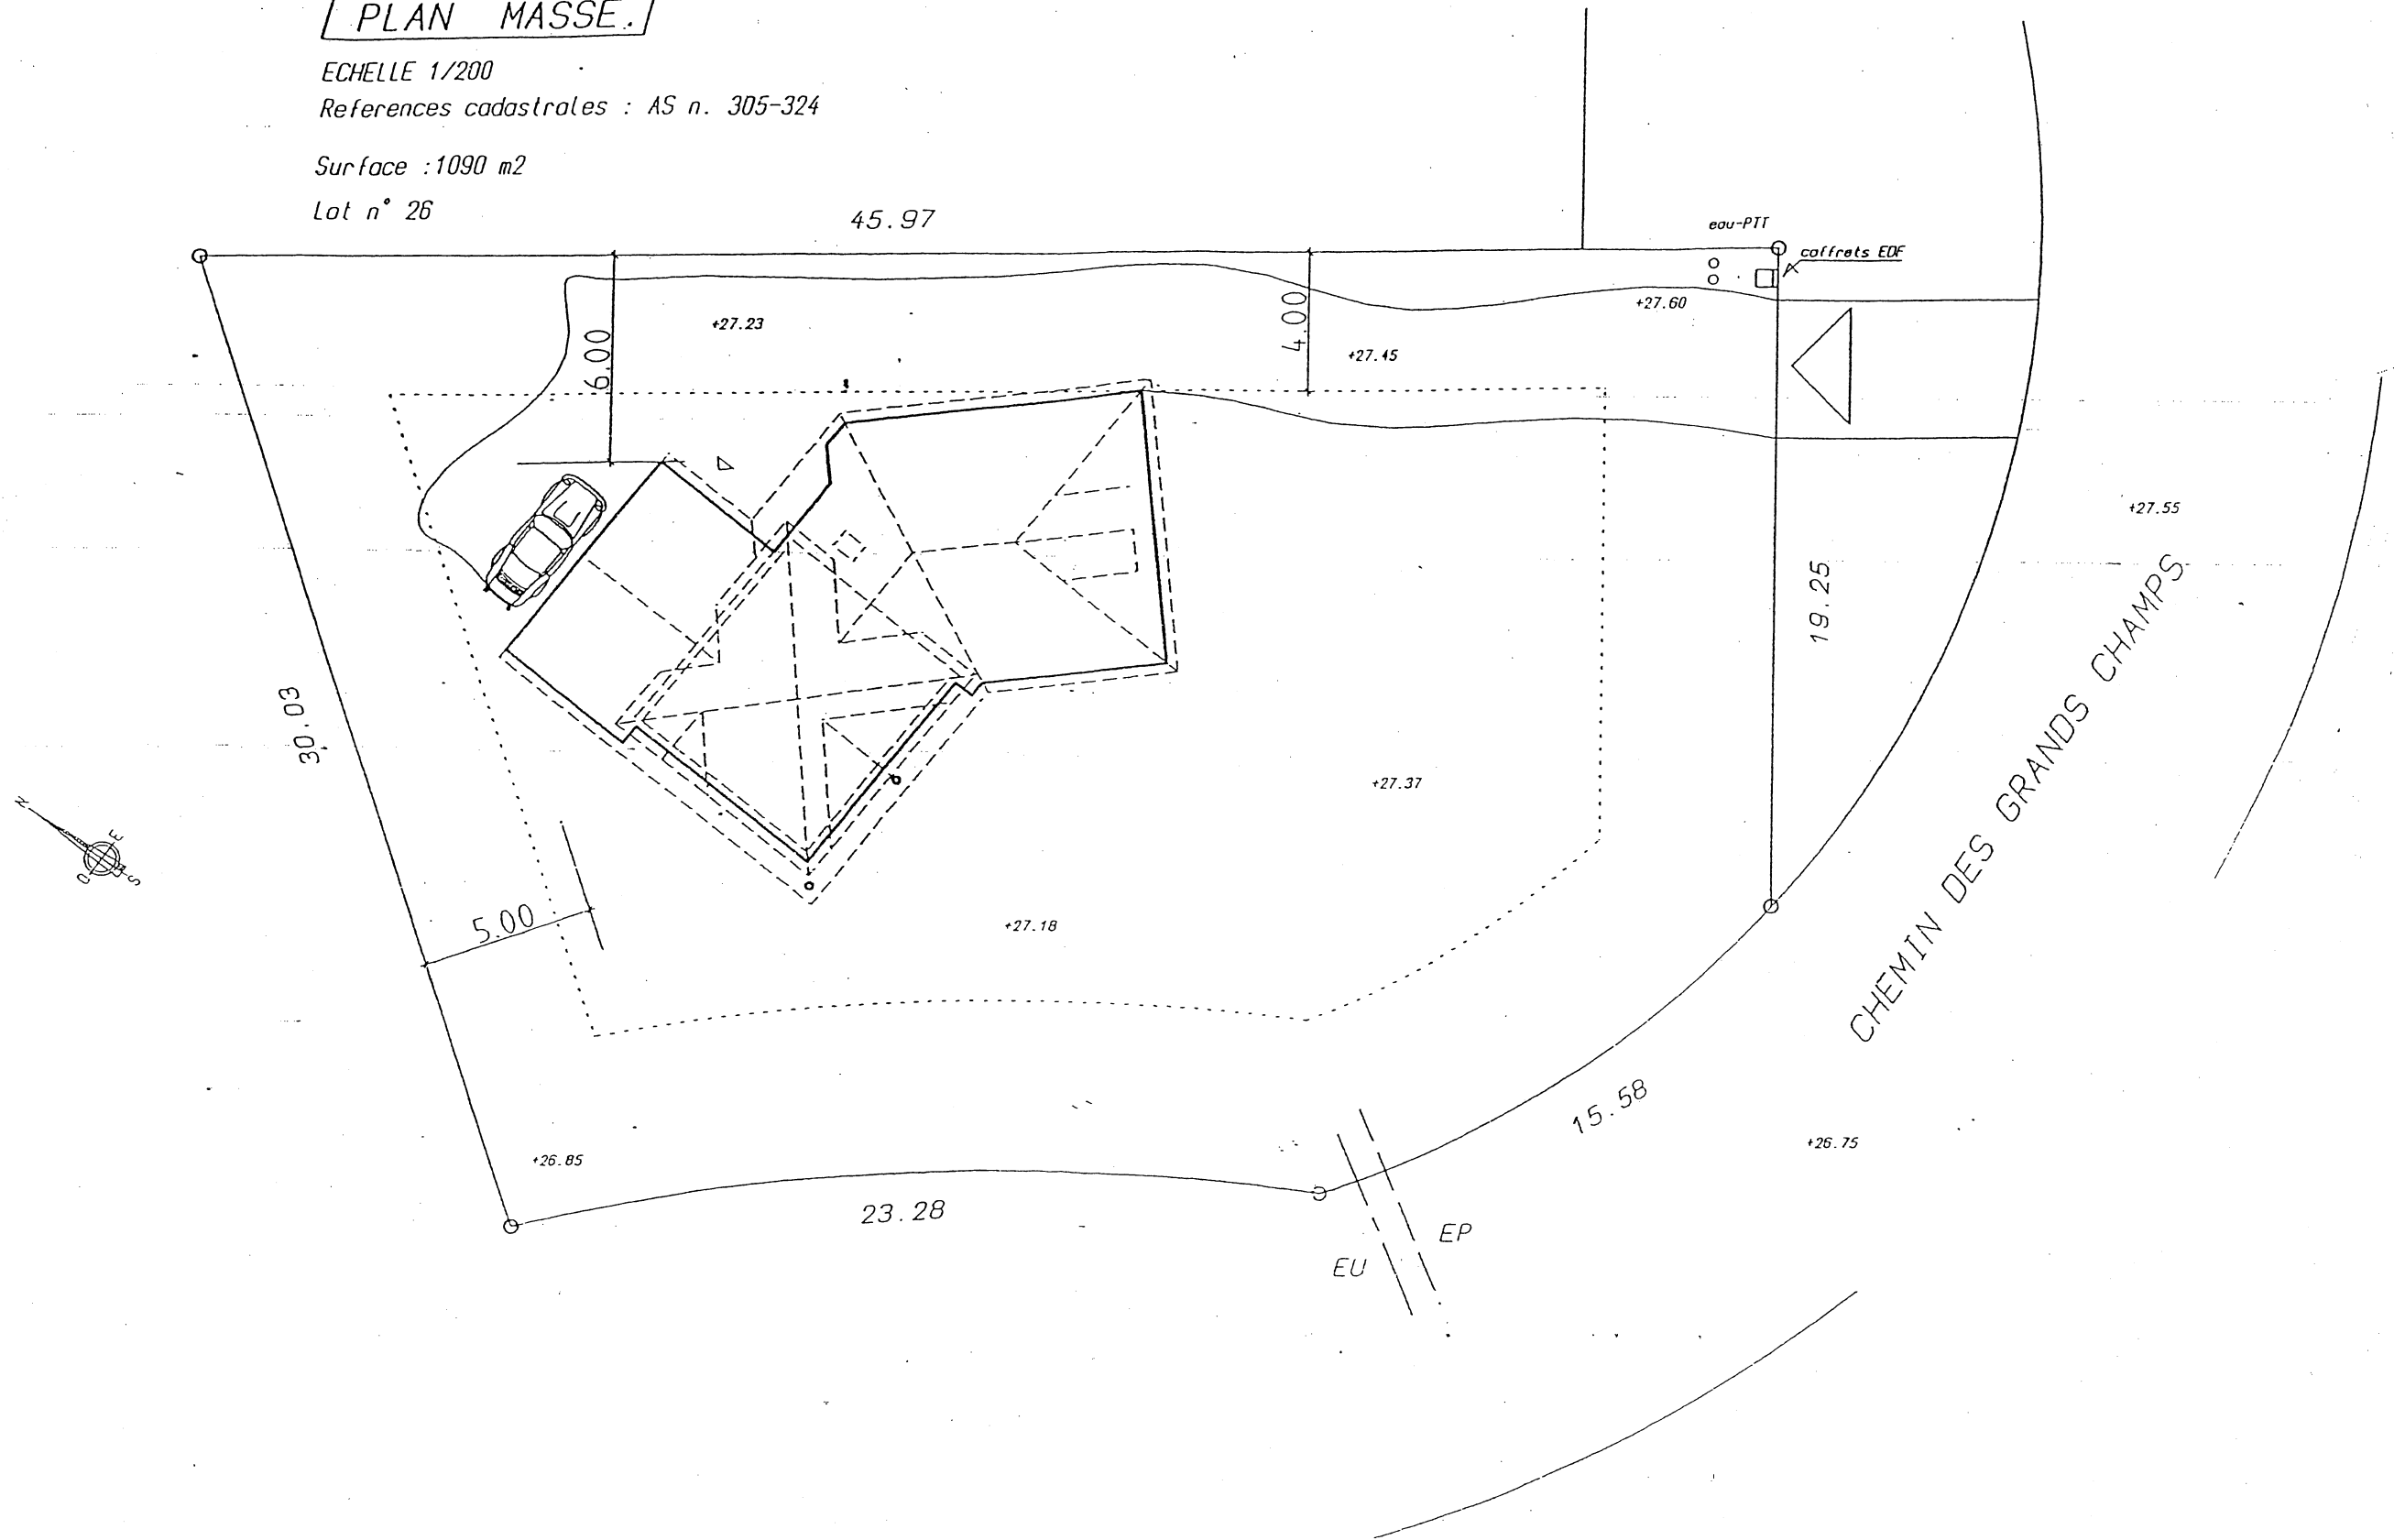 PLAN MASSE.
ECHELLE 1/200
References cadastrales : AS n. 305-324
Surface :1090 m2
Lot n° 26
45.97
eau-PTT
coffrets EDF
+27.60
+27.23
4.00
6.00
+27.45
+27.55
19.25
CHEMIN DES GRANDS CHAMPS
30.03
+27.37
N
E
O
S
5.00
+27.18
15.58
+26.75
+26.85
23.28
EP
EU